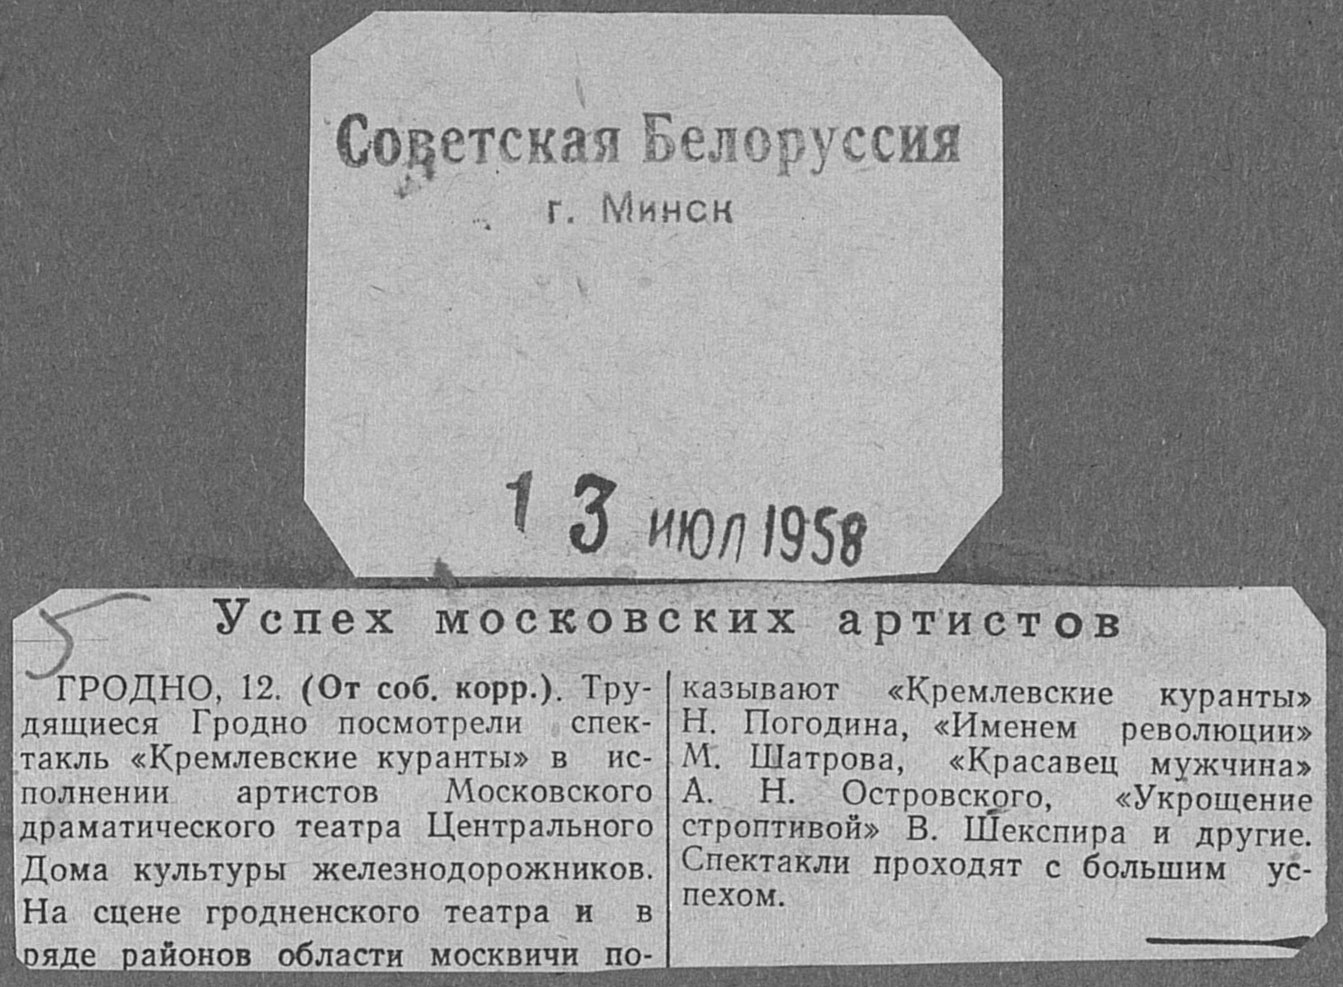 Советская Белоруссия
г. Минск
13 июл 1958
5
Успех московских артистов
ГРОДНО, 12. (От соб. корр.). Тру-
дящиеся Гродно посмотрели спек-
такль «Кремлевские куранты» в ис-
полнении артистов Московского
драматического театра Центрального
Дома культуры железнодорожников.
На сцене гродненского театра и в
ряде районов области москвичи по-
казывают «Кремлевские куранты»
Н. Погодина, «Именем революции»
М. Шатрова, «Красавец мужчина»
А. Н. Островского, «Укрощение
строптивой» В. Шекспира и другие.
Спектакли проходят с большим ус-
пехом.